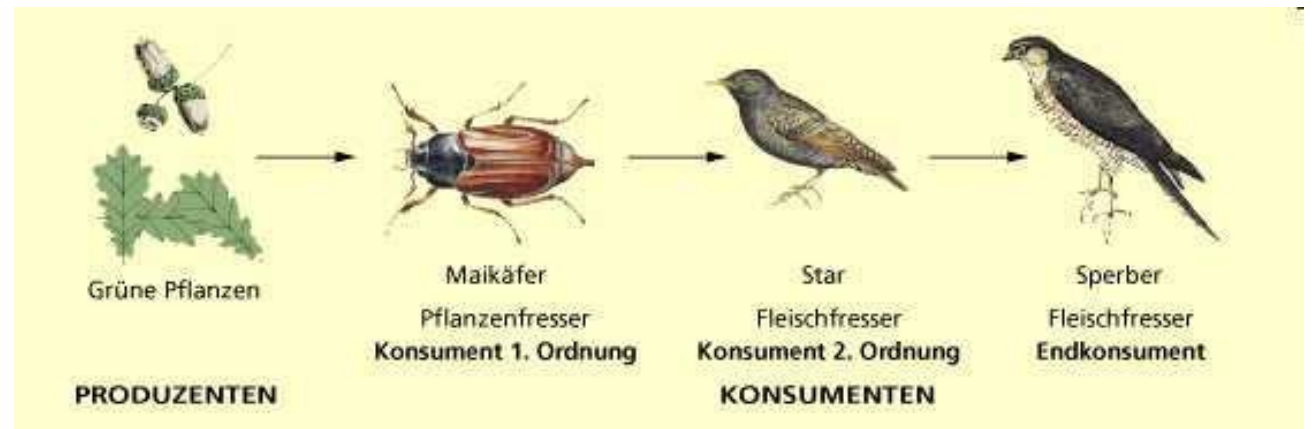 Grüne Pflanzen
Maikäfer
Pflanzenfresser
Konsument 1. Ordnung
Star
Fleischfresser
Konsument 2. Ordnung
Sperber
Fleischfresser
Endkonsument
PRODUZENTEN
KONSUMENTEN